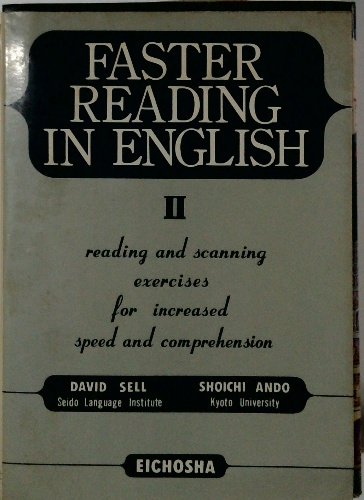 FASTER
READING
IN ENGLISH
II
reading and scanning
exercises
for increased
speed and comprehension
DAVID SELL SHOICHI ANDO
Seido Language Institute Kyoto University
EICHOSHA